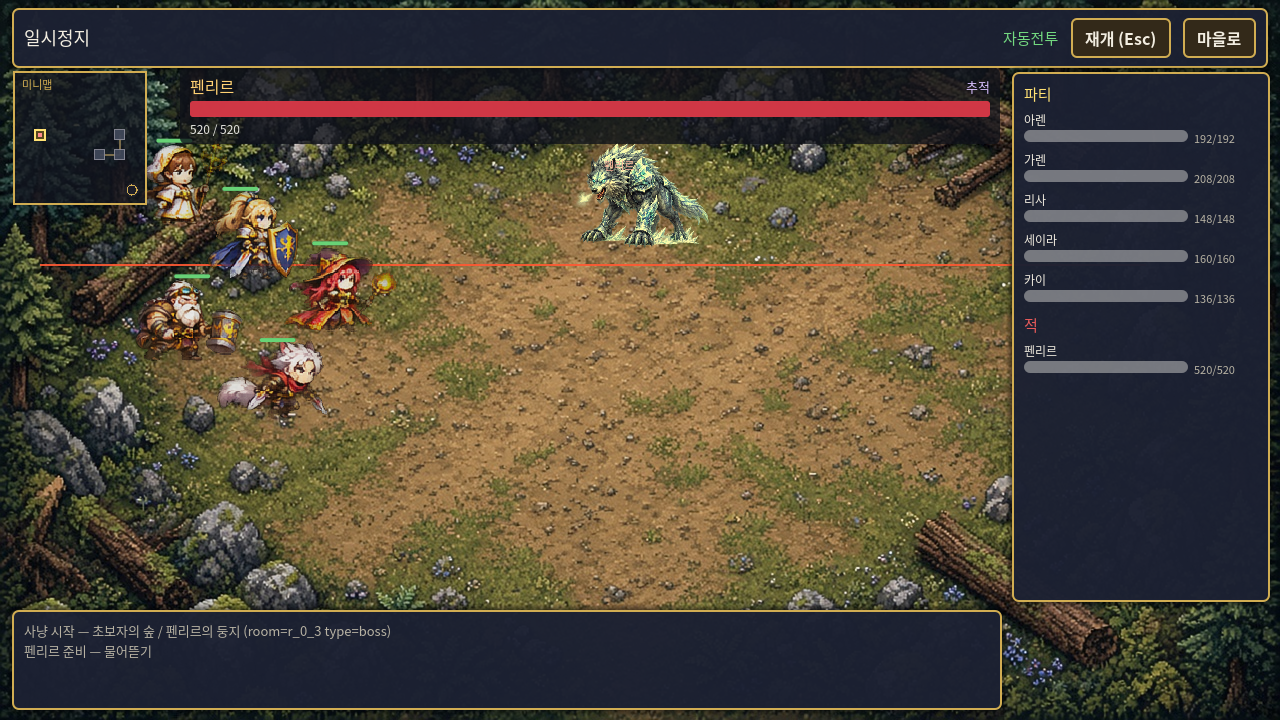 일시정지
자동전투
재개 (Esc)
마을로
미니맵
펜리르
추적
520 / 520
파티
아렌
192/192
가렌
208/208
리사
148/148
세이라
160/160
카이
136/136
적
펜리르
520/520
사냥 시작 — 초보자의 숲 / 펜리르의 둥지 (room=r_0_3 type=boss)
펜리르 준비 — 물어뜯기